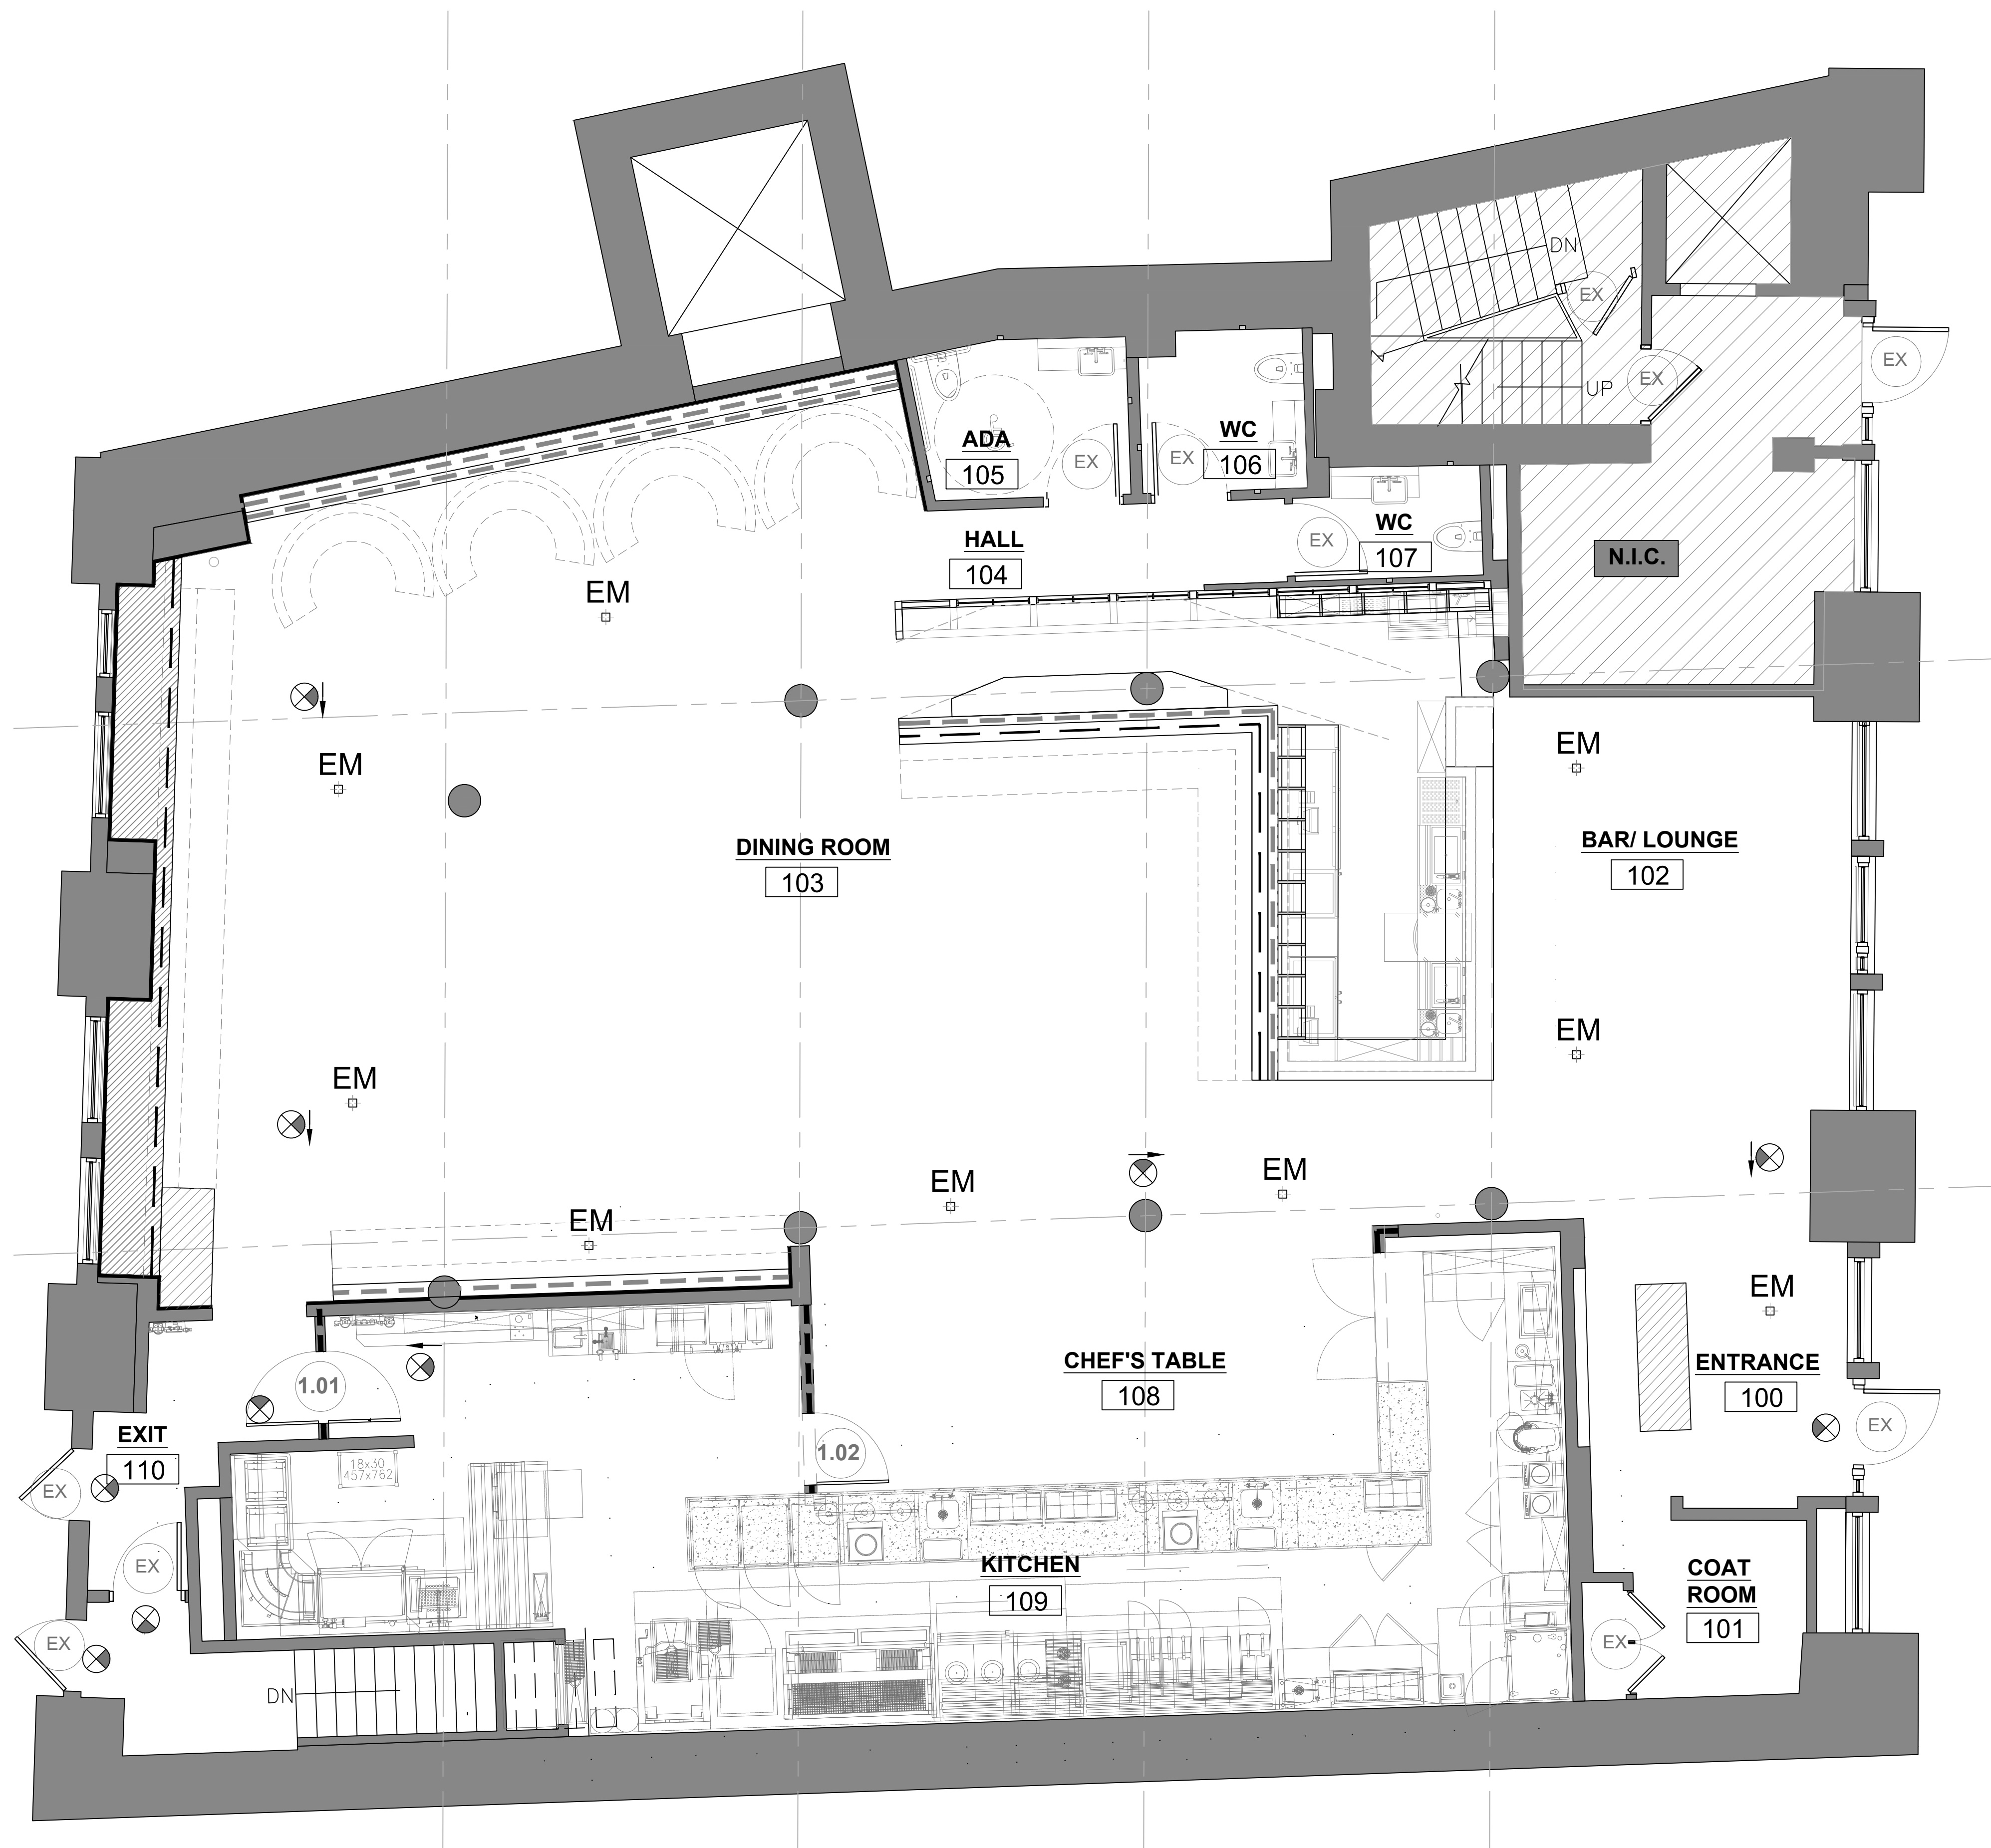 DN
EX
EX
EX
UP
ADA
105
EX
WC
106
EX
WC
107
EX
HALL
104
N.I.C.
EM
EM
EM
DINING ROOM
103
BAR/ LOUNGE
102
EM
EM
EM
EM
EM
EM
1.01
CHEF'S TABLE
108
ENTRANCE
100
EX
EXIT
110
18x30
457x762
1.02
EX
EX
KITCHEN
109
COAT
ROOM
101
EX
EX
DN